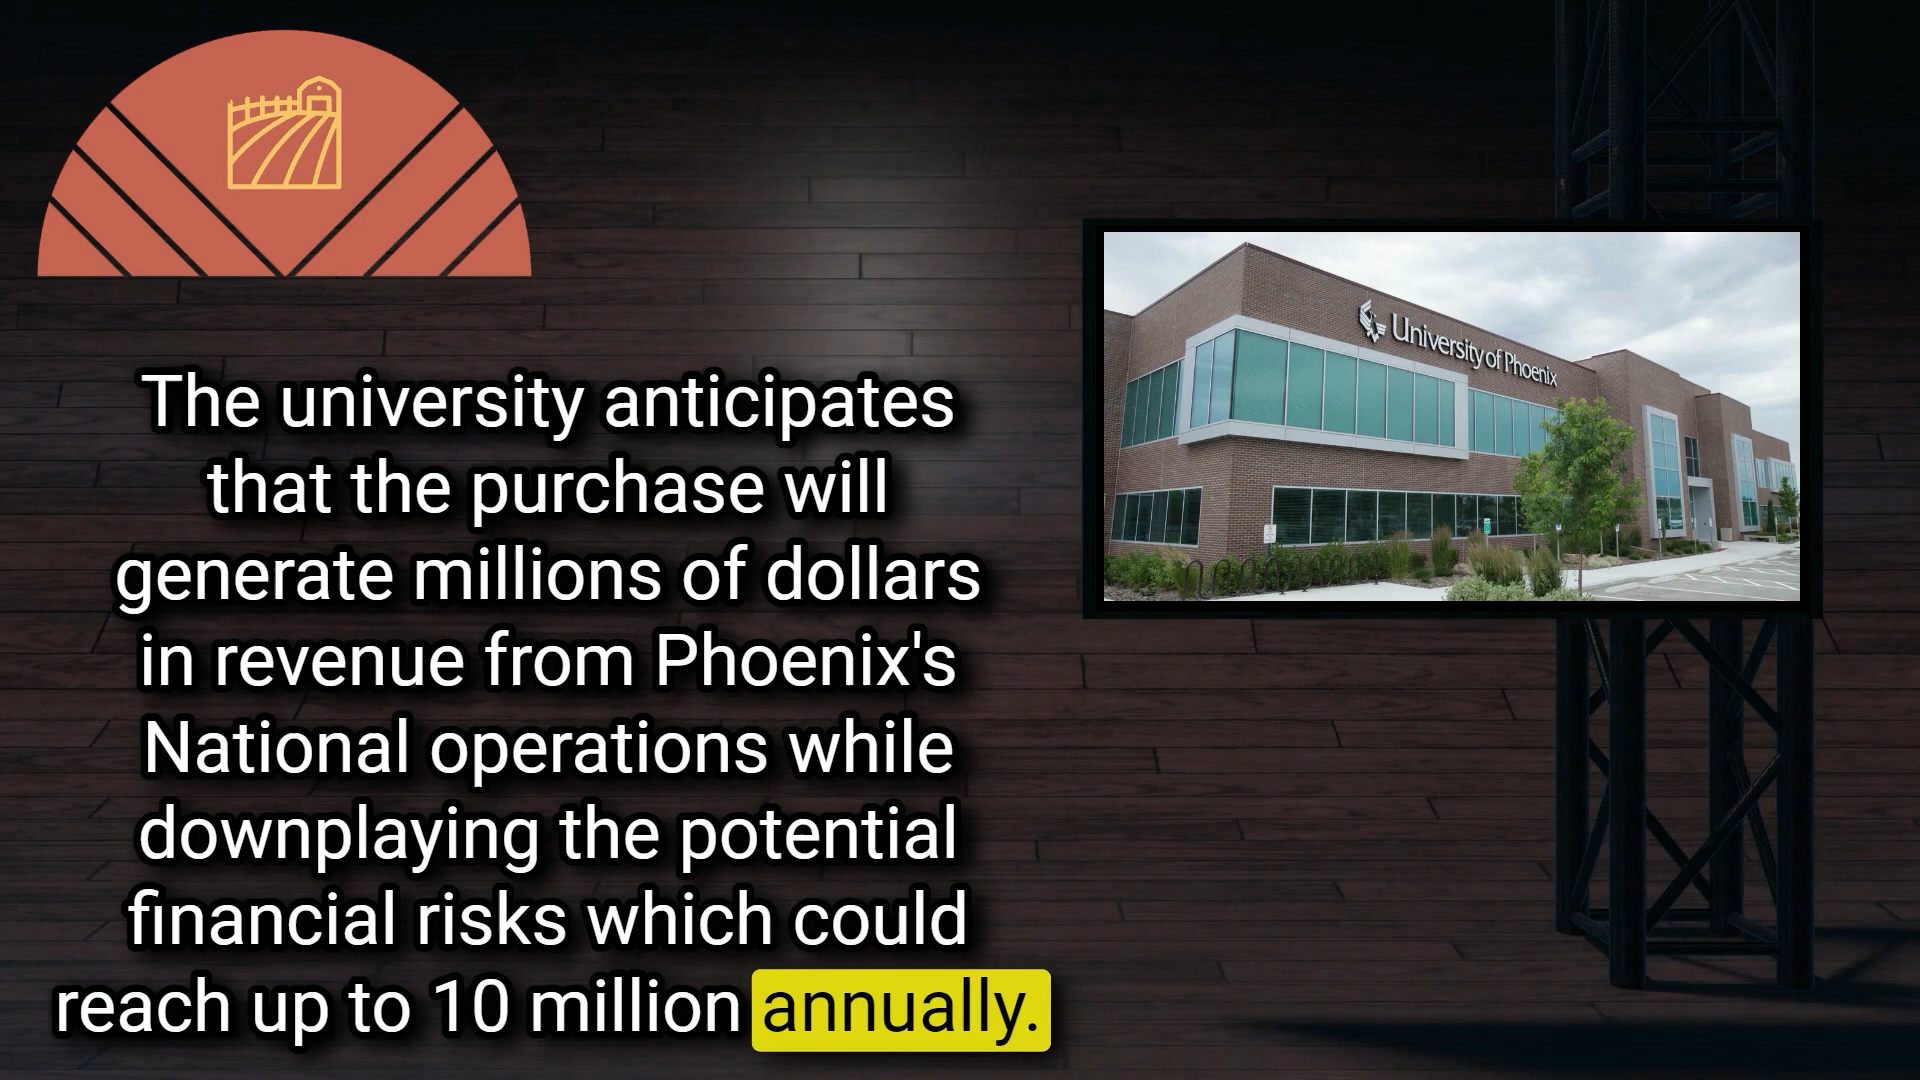 The university anticipates
that the purchase will
generate millions of dollars
in revenue from Phoenix's
National operations while
downplaying the potential
financial risks which could
reach up to 10 million annually.
University of Phoenix